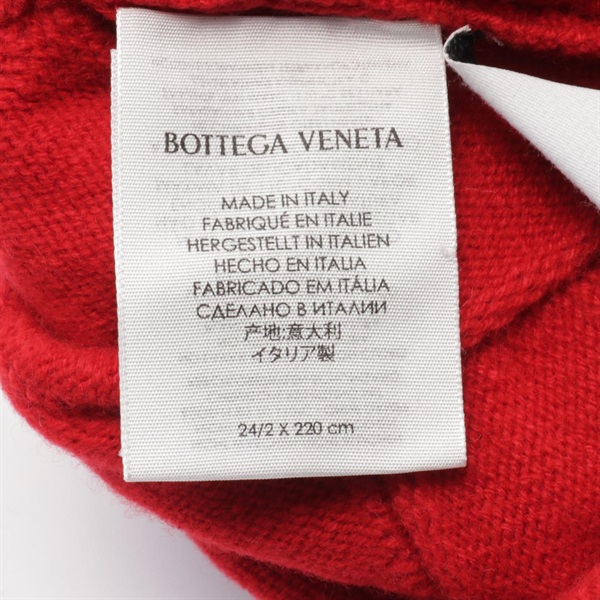 BOTTEGA VENETA
MADE IN ITALY
FABRIQUÉ EN ITALIE
HERGESTELLT IN ITALIEN
HECHO EN ITALIA
FABRICADO EM ITÁLIA
СДЕЛАНО В ИТАЛИИ
产地:意大利
イタリア製
24/2 X 220 cm